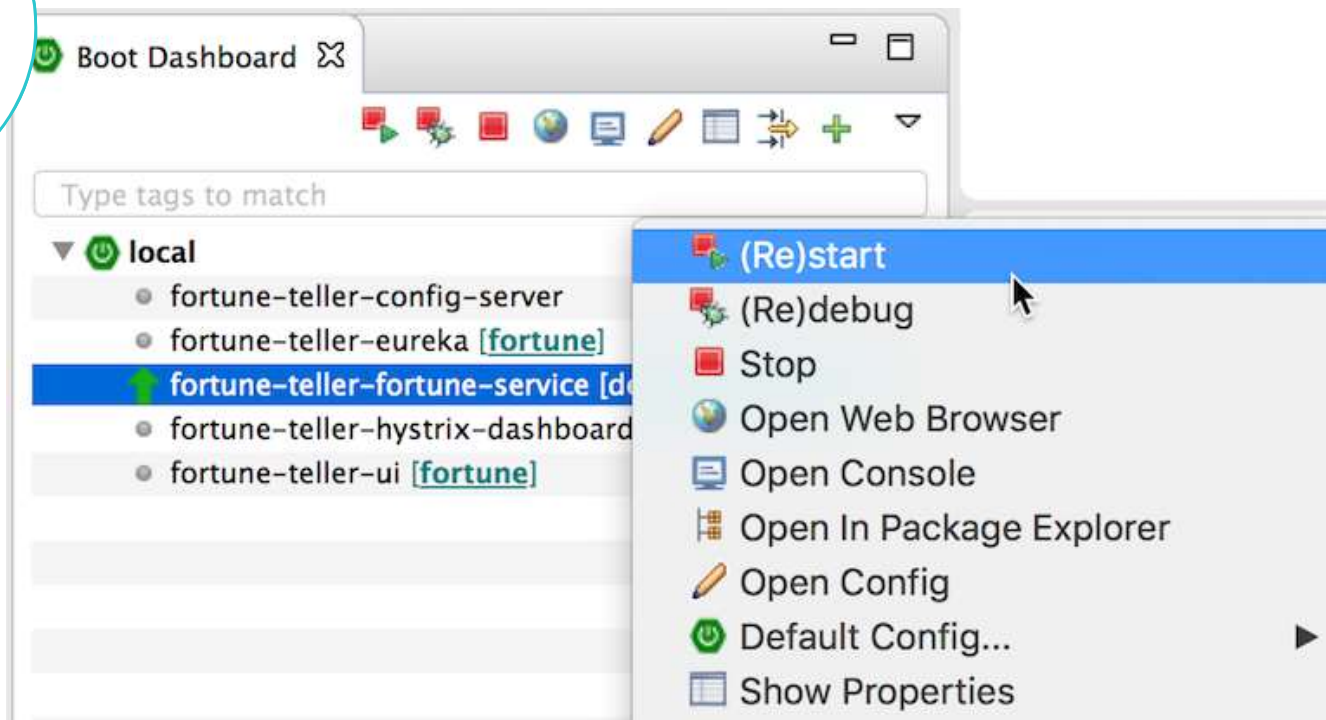 Boot Dashboard
Type tags to match
local
fortune-teller-config-server
fortune-teller-eureka [fortune]
fortune-teller-fortune-service [de
fortune-teller-hystrix-dashboard
fortune-teller-ui [fortune]
(Re)start
(Re)debug
Stop
Open Web Browser
Open Console
Open In Package Explorer
Open Config
Default Config...
Show Properties